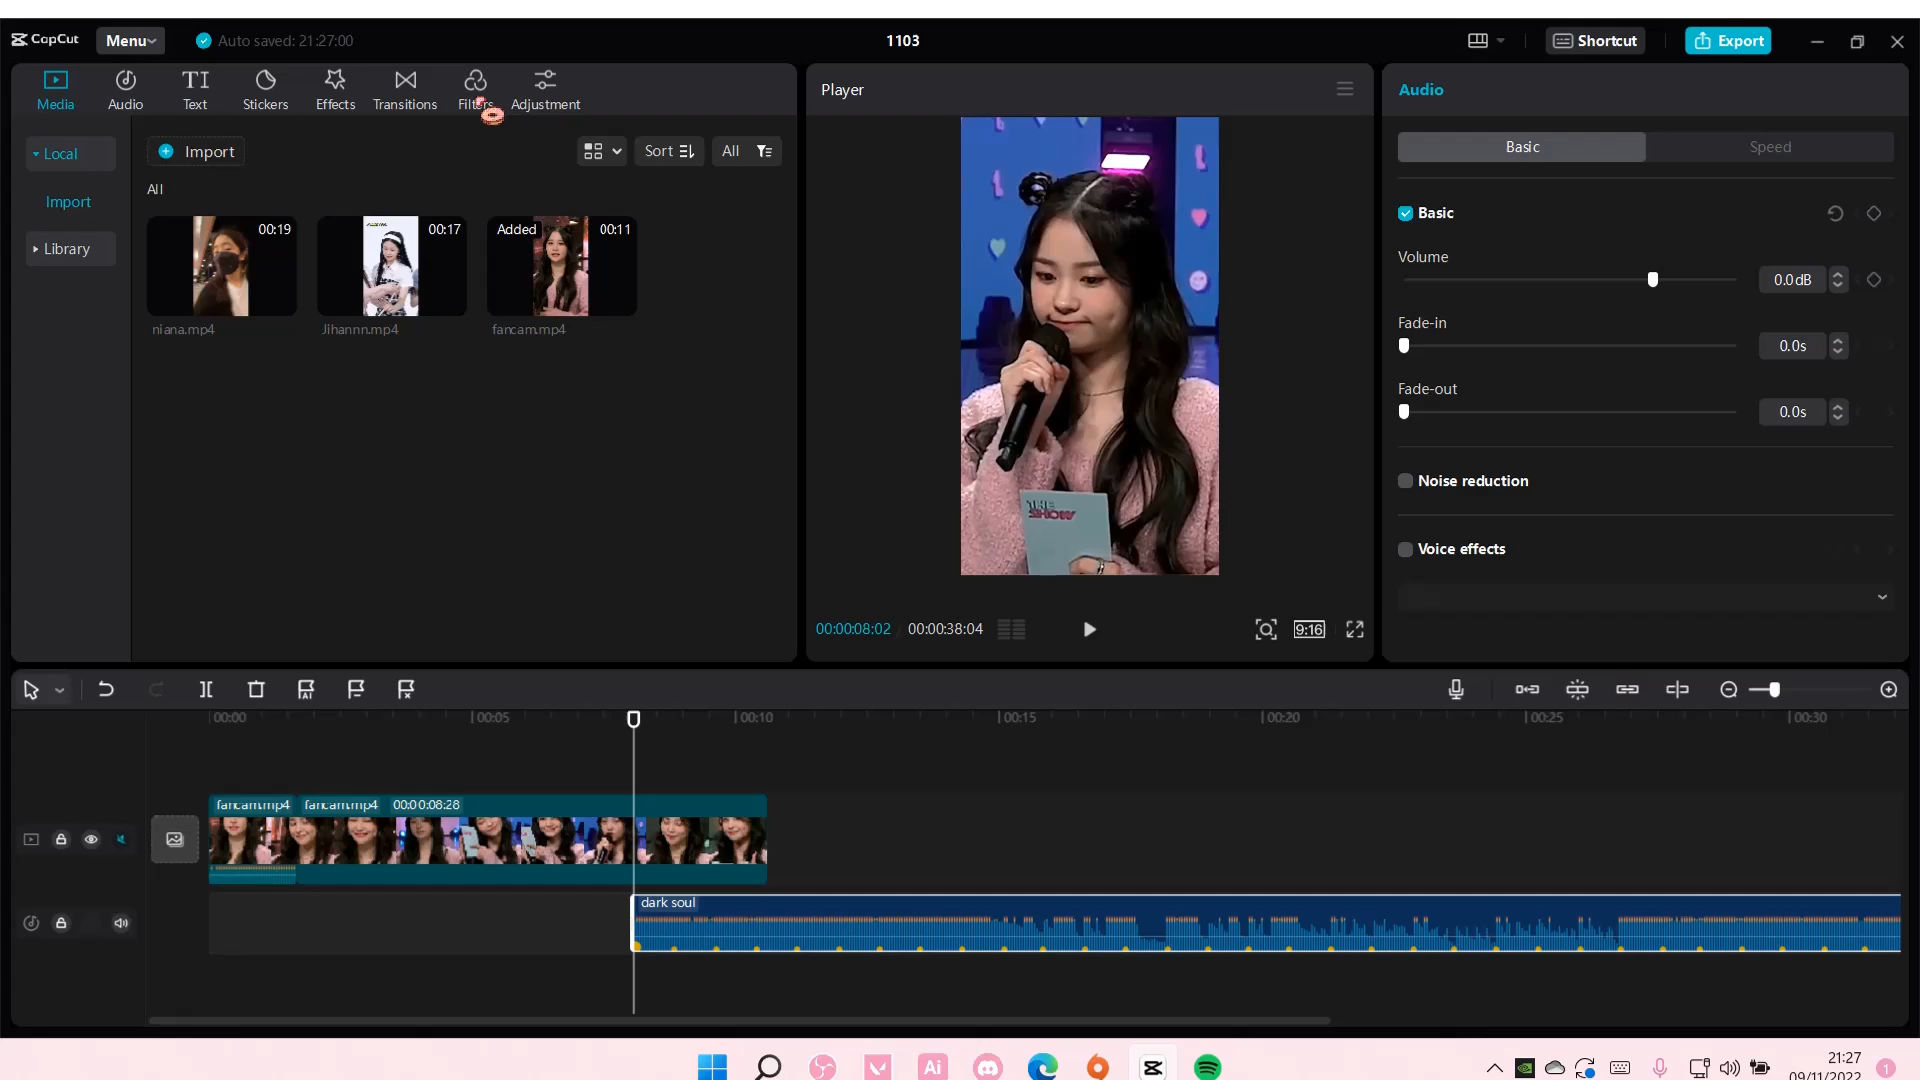 CapCut
Menu
Auto saved: 21:27:00
1103
Shortcut
Export
Media
Audio
Text
Stickers
Effects
Transitions
Filters
Adjustment
Local
Import
Library
Import
Sort
All
All
00:19
niana.mp4
00:17
Jihannn.mp4
Added
00:11
fancam.mp4
Player
THE
SHOW
00:00:08:02
00:00:38:04
9:16
Audio
Basic
Speed
Basic
Volume
0.0dB
Fade-in
0.0s
Fade-out
0.0s
Noise reduction
Voice effects
AI
00:00
00:05
00:10
00:15
00:20
00:25
00:30
fancam.mp4
fancam.mp4 00:00:08:28
dark soul
Ai
21:27
09/11/2022
1